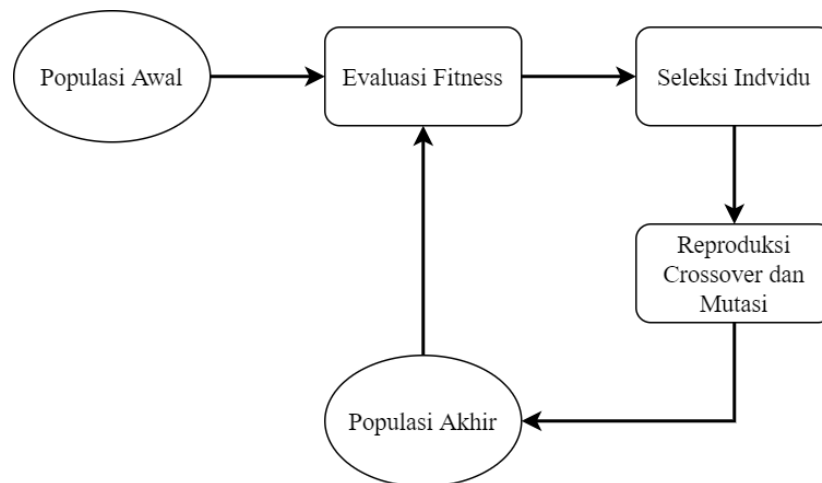 Populasi Awal
Evaluasi Fitness
Seleksi Indvidu
Reproduksi
Crossover dan
Mutasi
Populasi Akhir